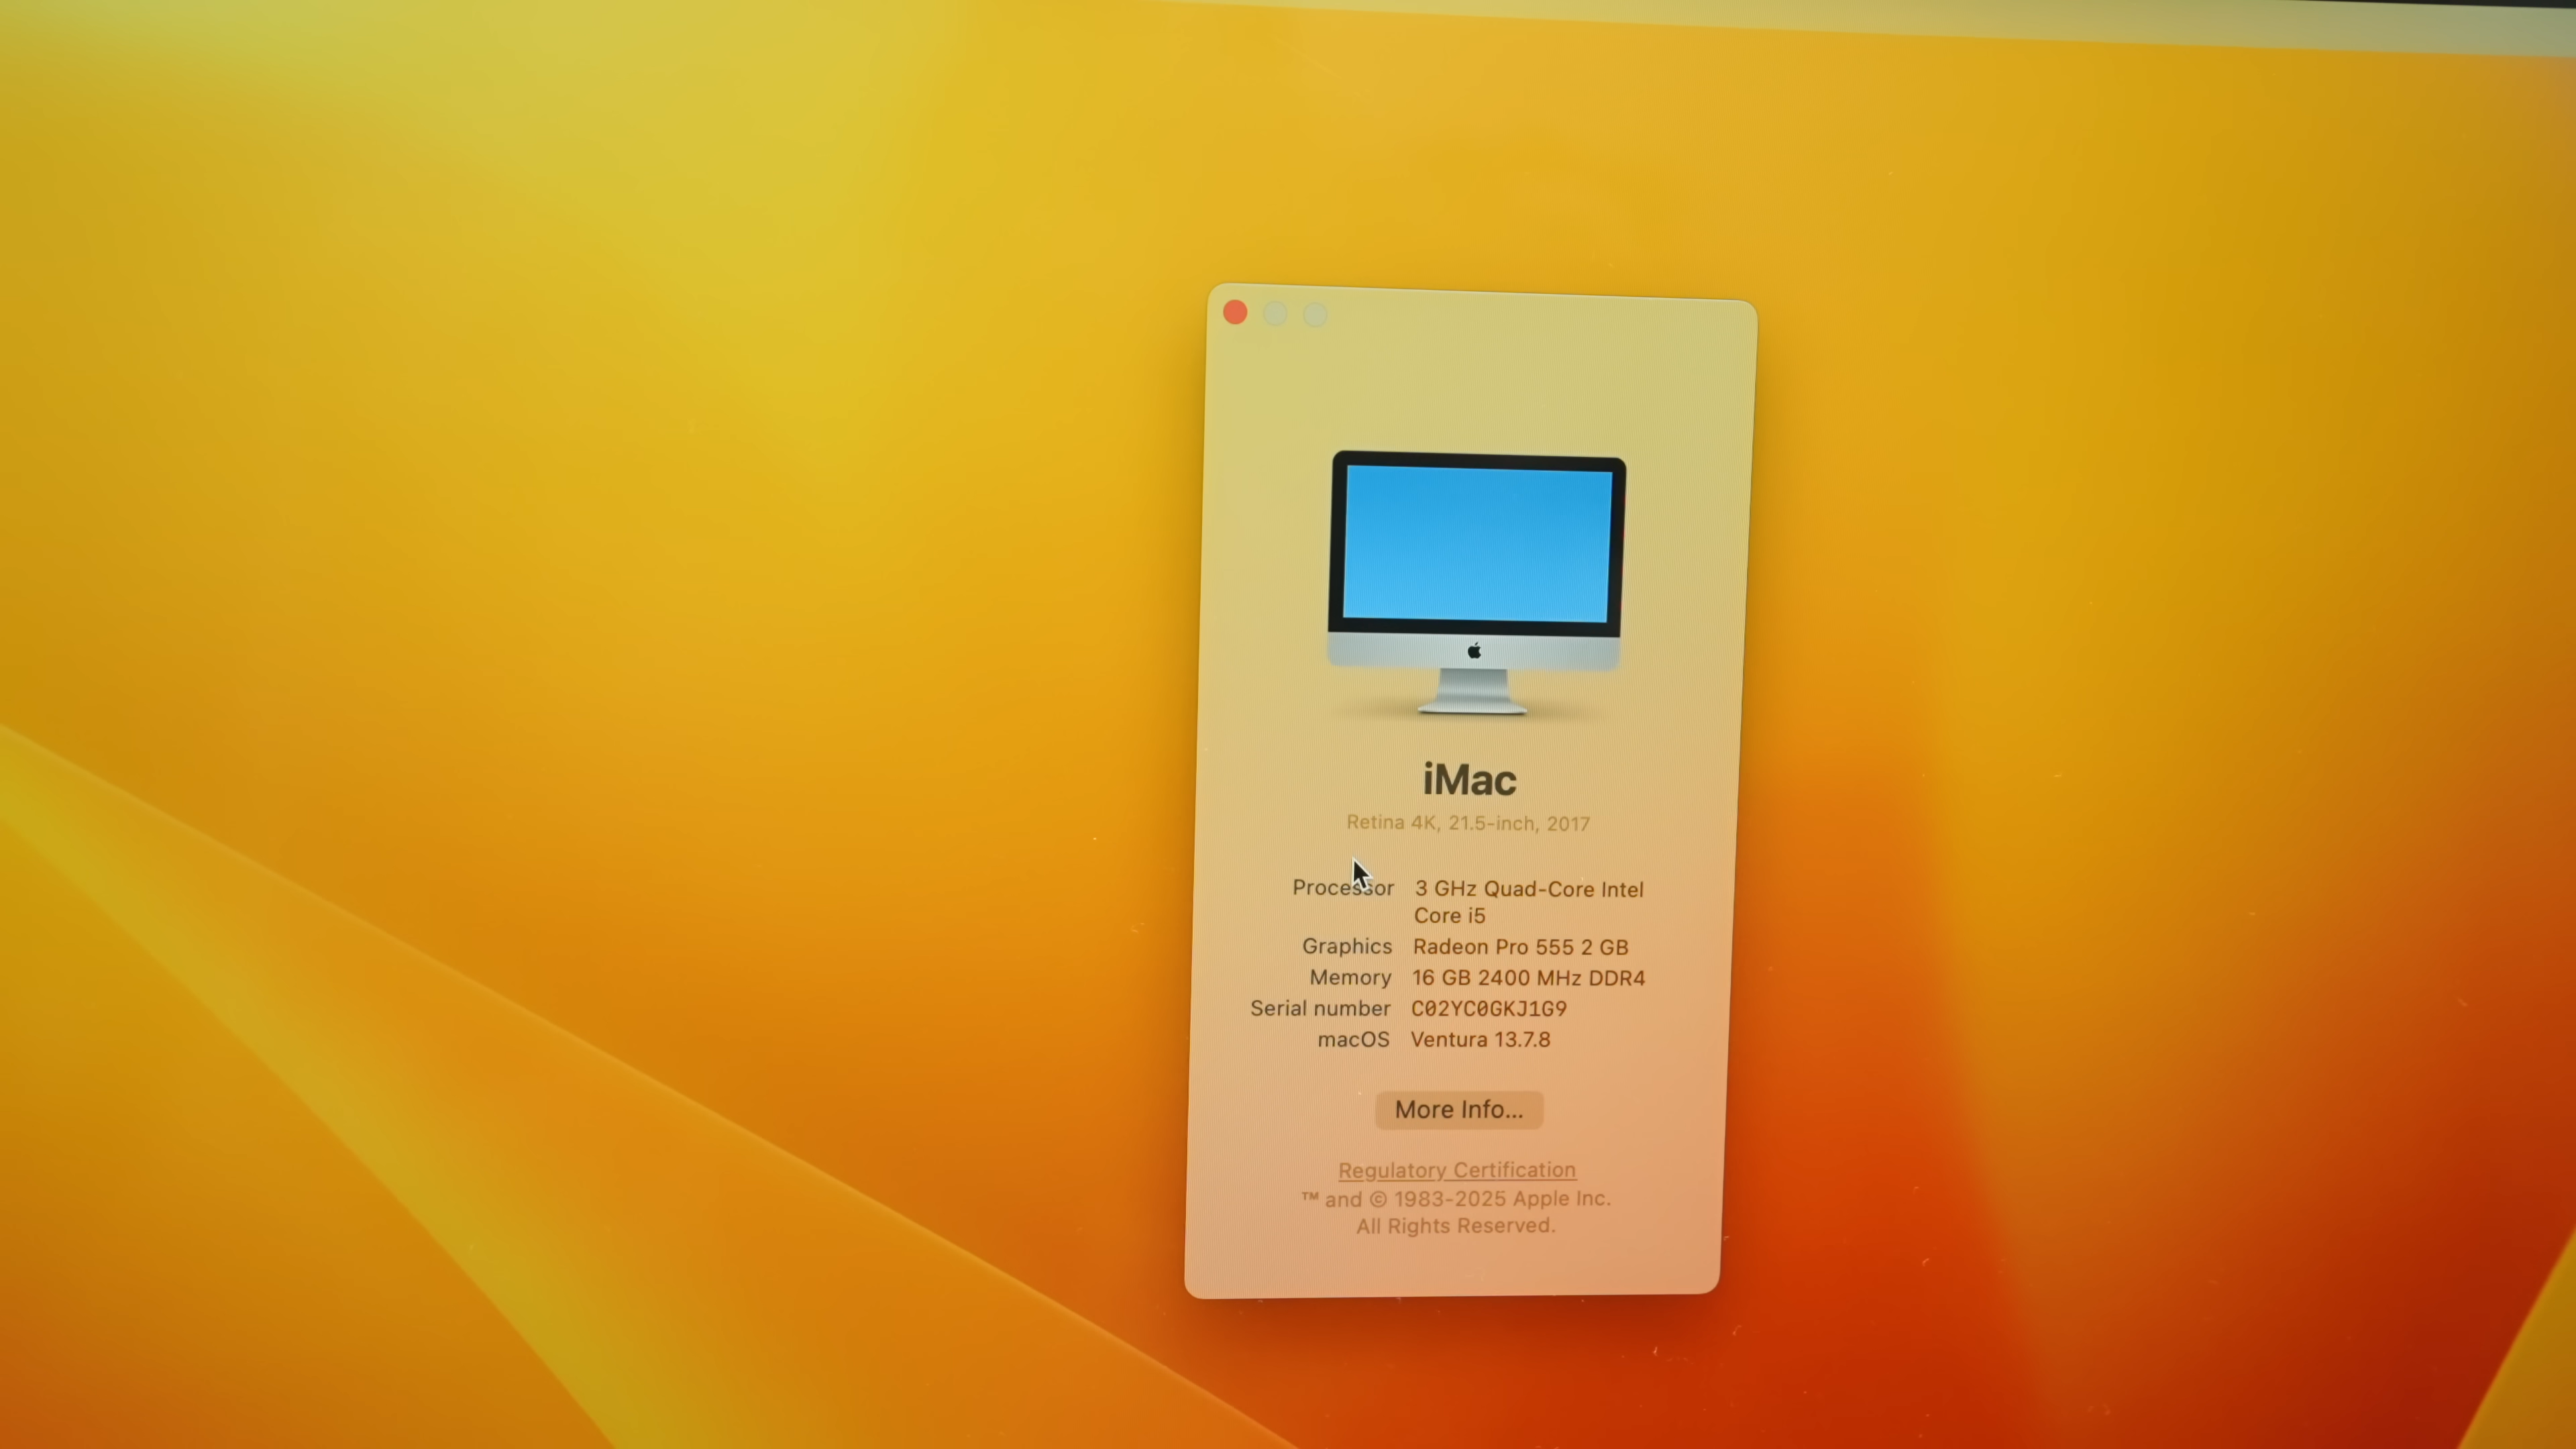 iMac
Retina 4K, 21.5-inch, 2017
Processor 3 GHz Quad-Core Intel
Core i5
Graphics Radeon Pro 555 2 GB
Memory 16 GB 2400 MHz DDR4
Serial number C02YC0GKJ1G9
macOS Ventura 13.7.8
More Info...
Regulatory Certification
™ and © 1983-2025 Apple Inc.
All Rights Reserved.